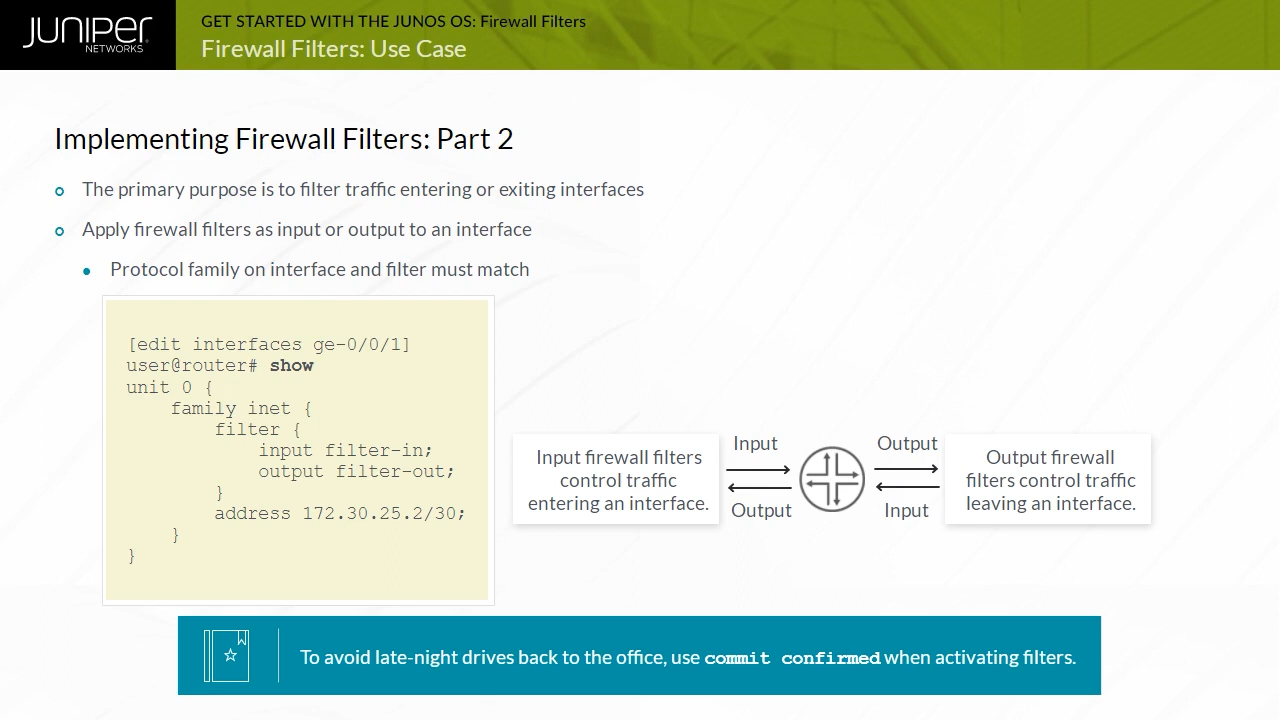 JUNIPER
NETWORKS
GET STARTED WITH THE JUNOS OS: Firewall Filters
Firewall Filters: Use Case
Implementing Firewall Filters: Part 2
The primary purpose is to filter traffic entering or exiting interfaces
Apply firewall filters as input or output to an interface
Protocol family on interface and filter must match
[edit interfaces ge-0/0/1]
user@router# show
unit 0 {
    family inet {
        filter {
            input filter-in;
            output filter-out;
        }
        address 172.30.25.2/30;
    }
}
Input firewall filters
control traffic
entering an interface.
Input
Output
Output
Input
Output firewall
filters control traffic
leaving an interface.
To avoid late-night drives back to the office, use commit confirmed when activating filters.